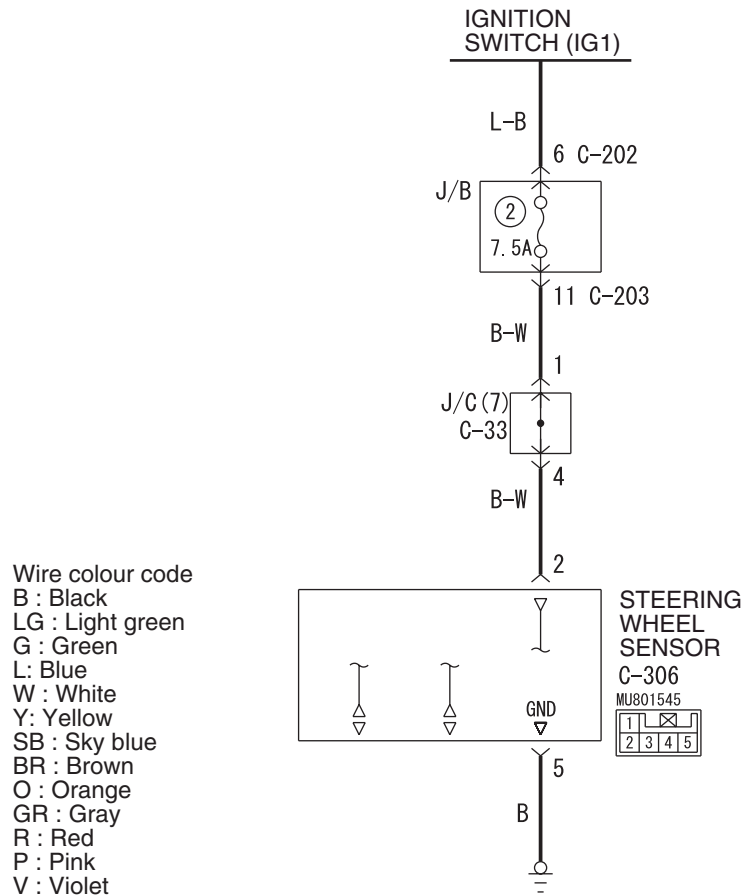 IGNITION
SWITCH (IG1)
L-B
6 C-202
J/B
2
7.5A
11 C-203
B-W
1
J/C(7)
C-33
4
B-W
2
STEERING
WHEEL
SENSOR
C-306
MU801545
1
2 3 4 5
GND
5
B
Wire colour code
B : Black
LG : Light green
G : Green
L: Blue
W : White
Y: Yellow
SB : Sky blue
BR : Brown
O : Orange
GR : Gray
R : Red
P : Pink
V : Violet